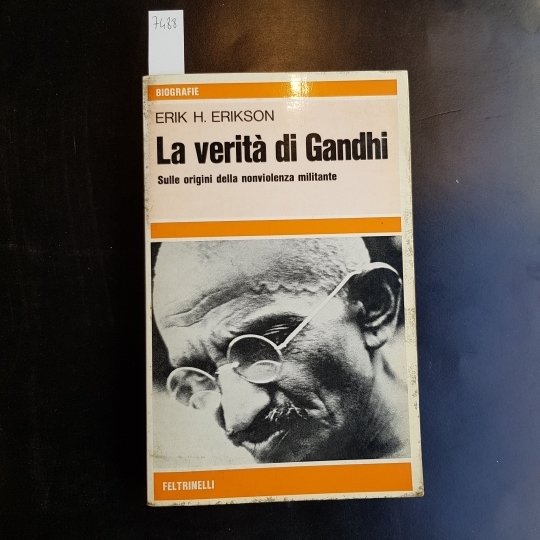 7488
BIOGRAFIE
ERIK H. ERIKSON
La verità di Gandhi
Sulle origini della nonviolenza militante
FELTRINELLI